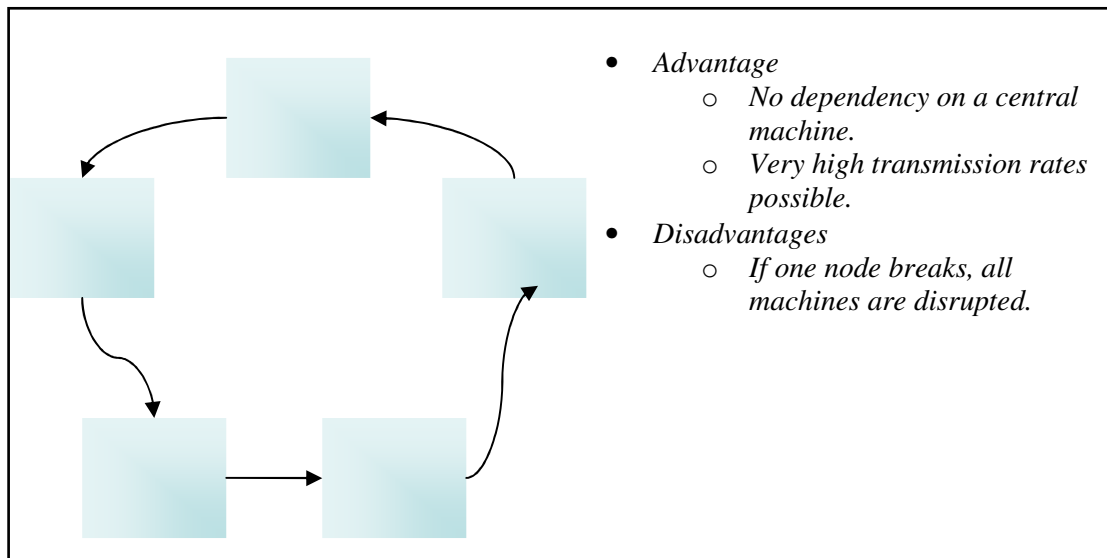 • Advantage
o No dependency on a central
machine.
o Very high transmission rates
possible.
• Disadvantages
o If one node breaks, all
machines are disrupted.